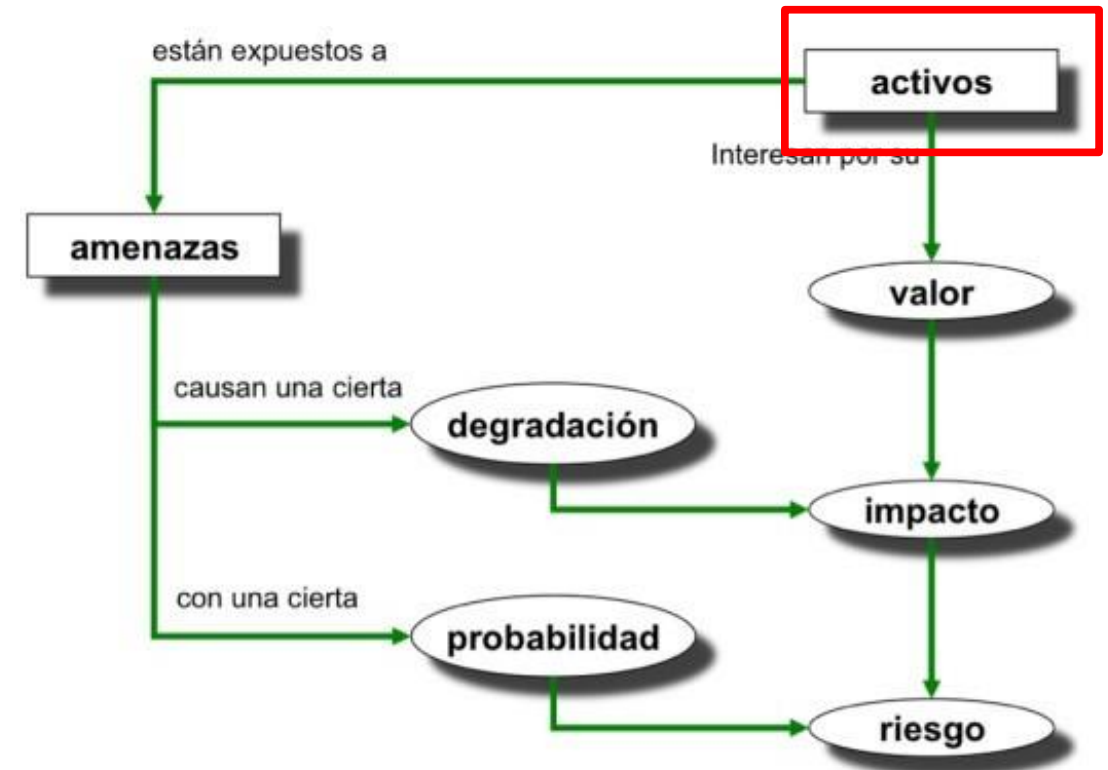 están expuestos a
activos
Interesan por su
amenazas
valor
causan una cierta
degradación
impacto
con una cierta
probabilidad
riesgo